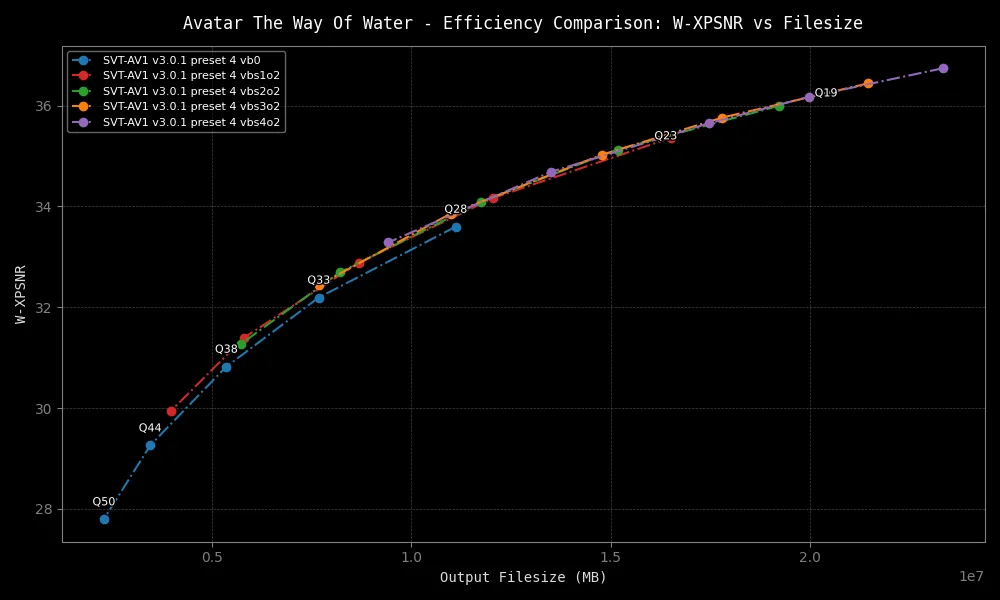 Avatar The Way Of Water - Efficiency Comparison: W-XPSNR vs Filesize
SVT-AV1 v3.0.1 preset 4 vb0
SVT-AV1 v3.0.1 preset 4 vbs1o2
SVT-AV1 v3.0.1 preset 4 vbs2o2
SVT-AV1 v3.0.1 preset 4 vbs3o2
SVT-AV1 v3.0.1 preset 4 vbs4o2
Q19
36
Q23
34
Q28
W-XPSNR
Q33
32
Q38
30
Q44
Q50
28
0.5 1.0 1.5 2.0
1e7
Output Filesize (MB)